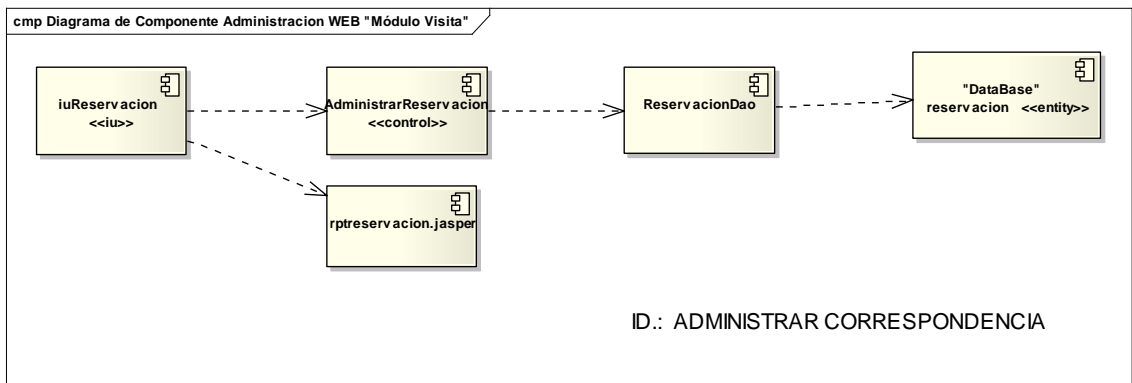 cmp Diagrama de Componente Administracion WEB "Módulo Visita"
iuReservacion
<<iu>>
AdministrarReservacion
<<control>>
ReservacionDao
"DataBase"
reservacion <<entity>>
rptreservacion.jasper
ID.: ADMINISTRAR CORRESPONDENCIA